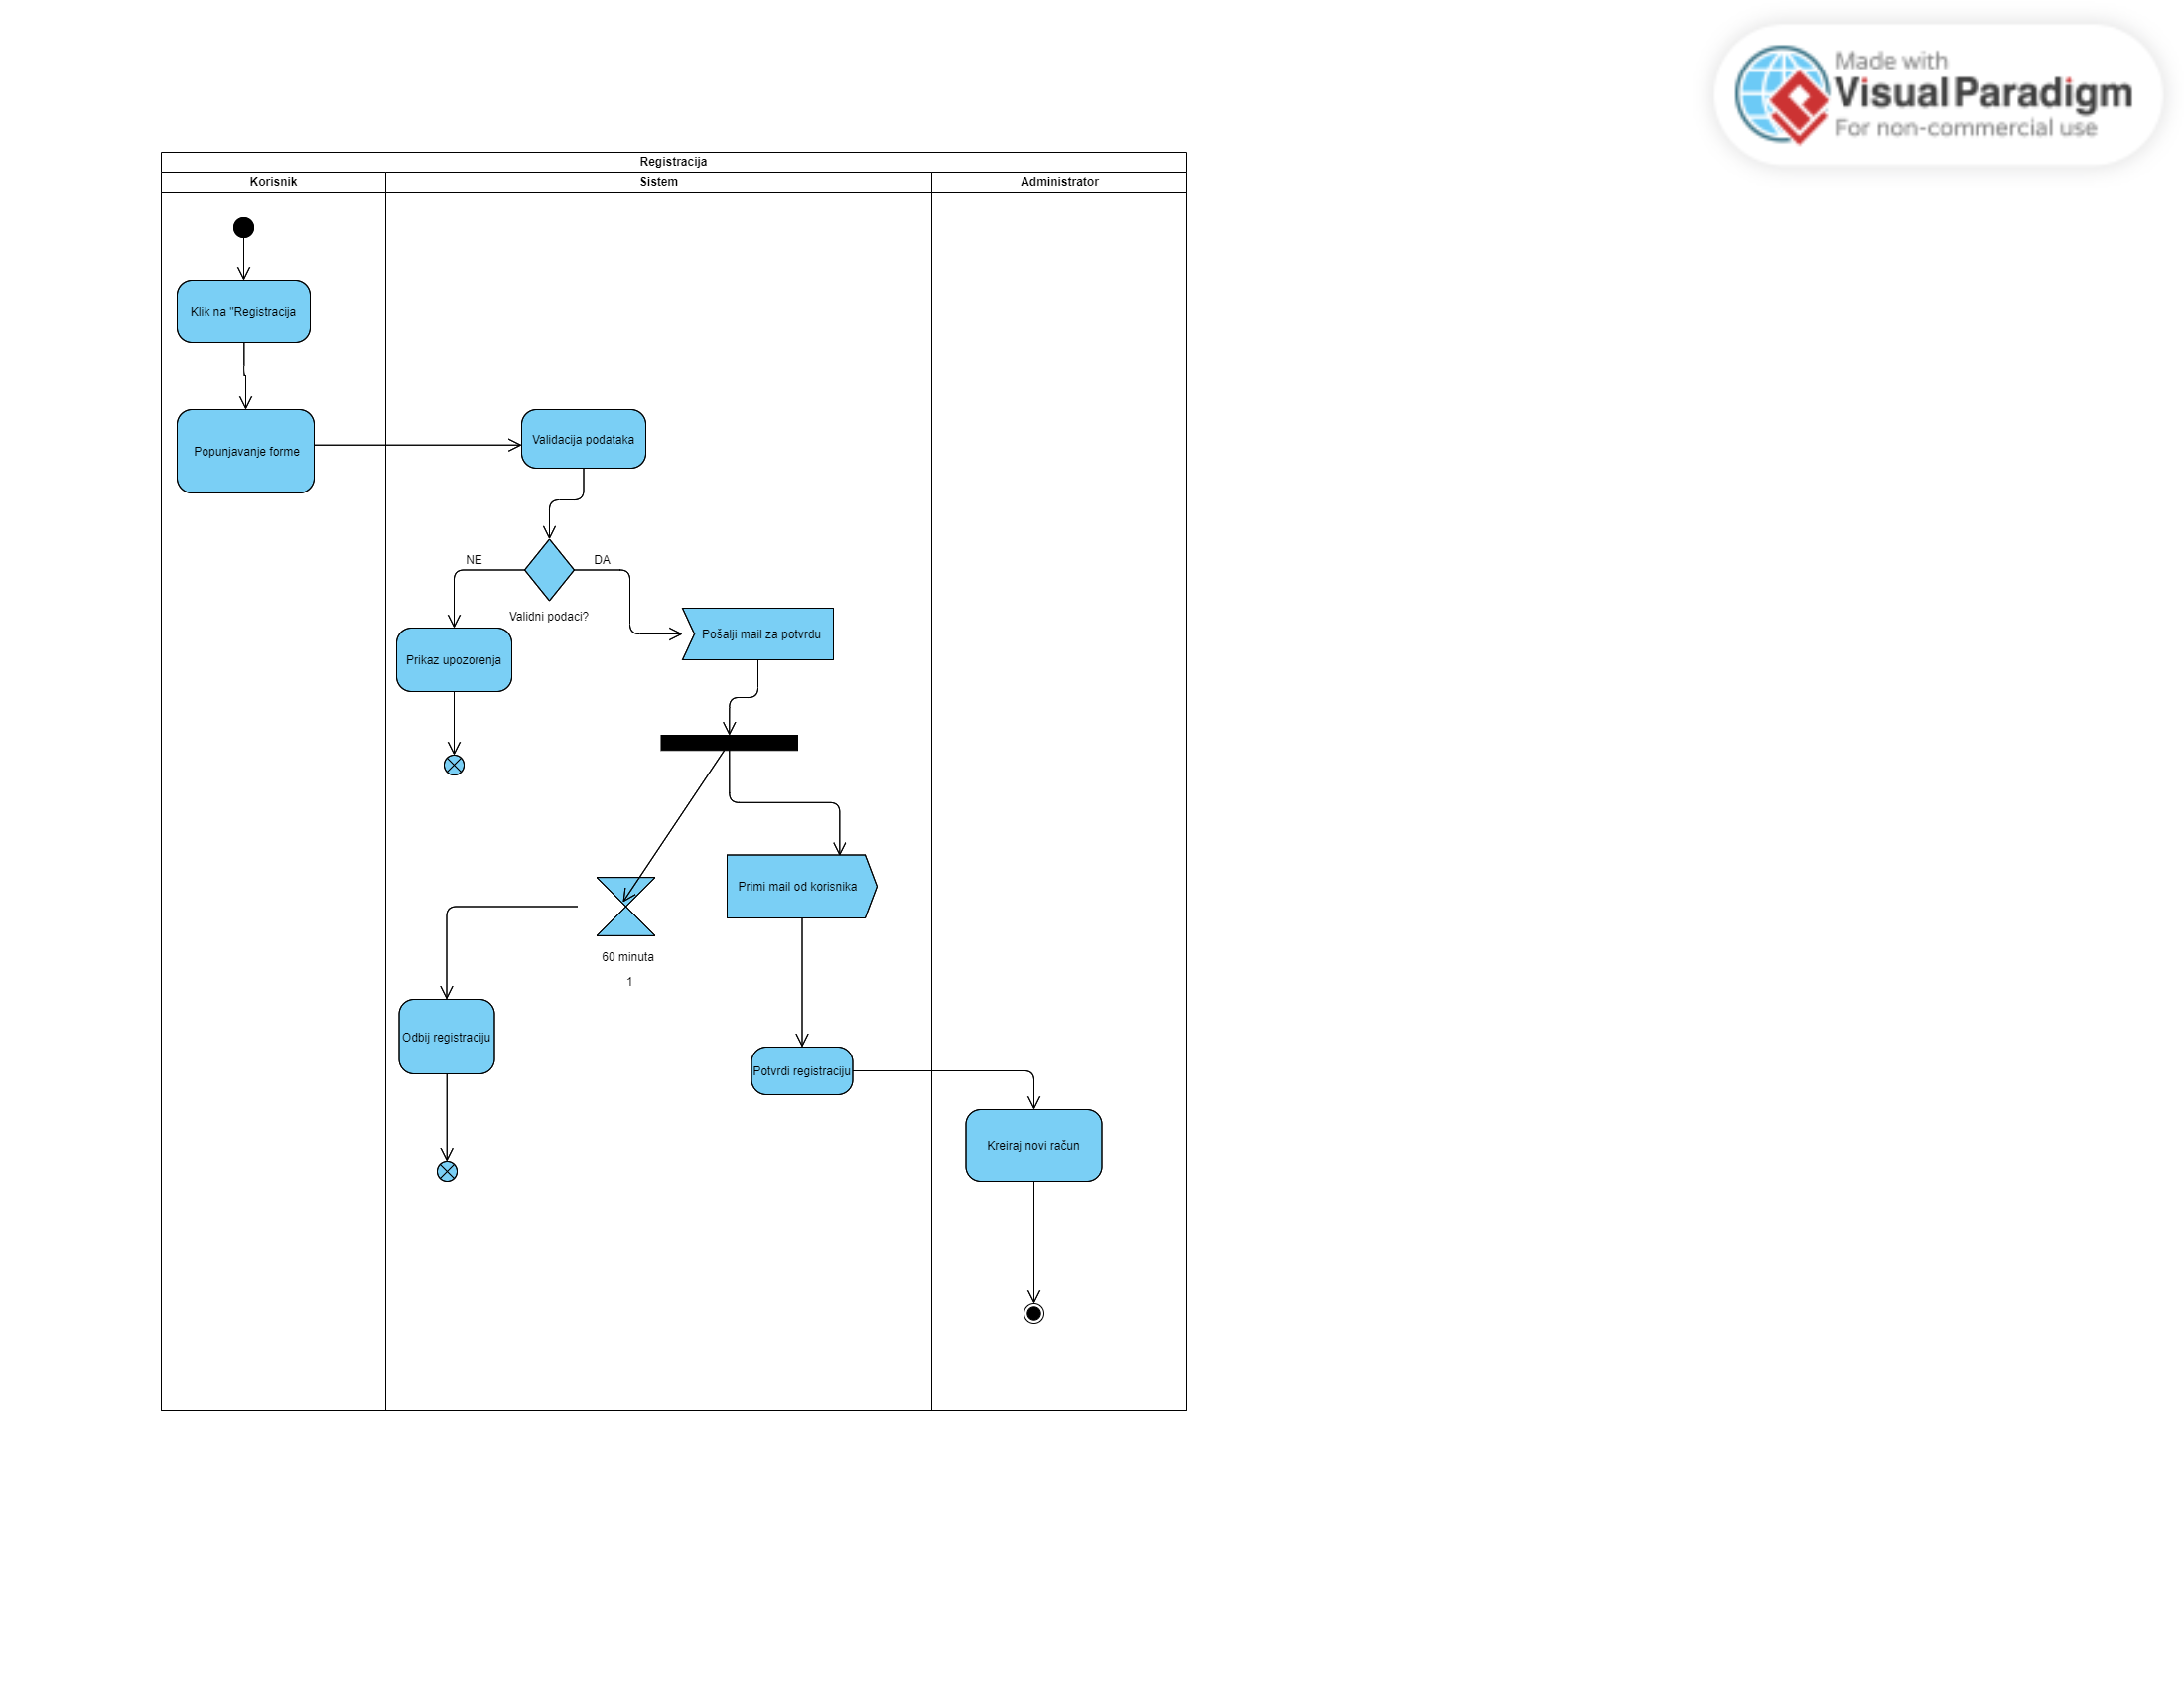 Made with
Visual Paradigm
For non-commercial use
Registracija
Korisnik
Sistem
Administrator
Klik na "Registracija
Popunjavanje forme
Validacija podataka
NE
DA
Validni podaci?
Pošalji mail za potvrdu
Prikaz upozorenja
Primi mail od korisnika
60 minuta
1
Odbij registraciju
Potvrdi registraciju
Kreiraj novi račun